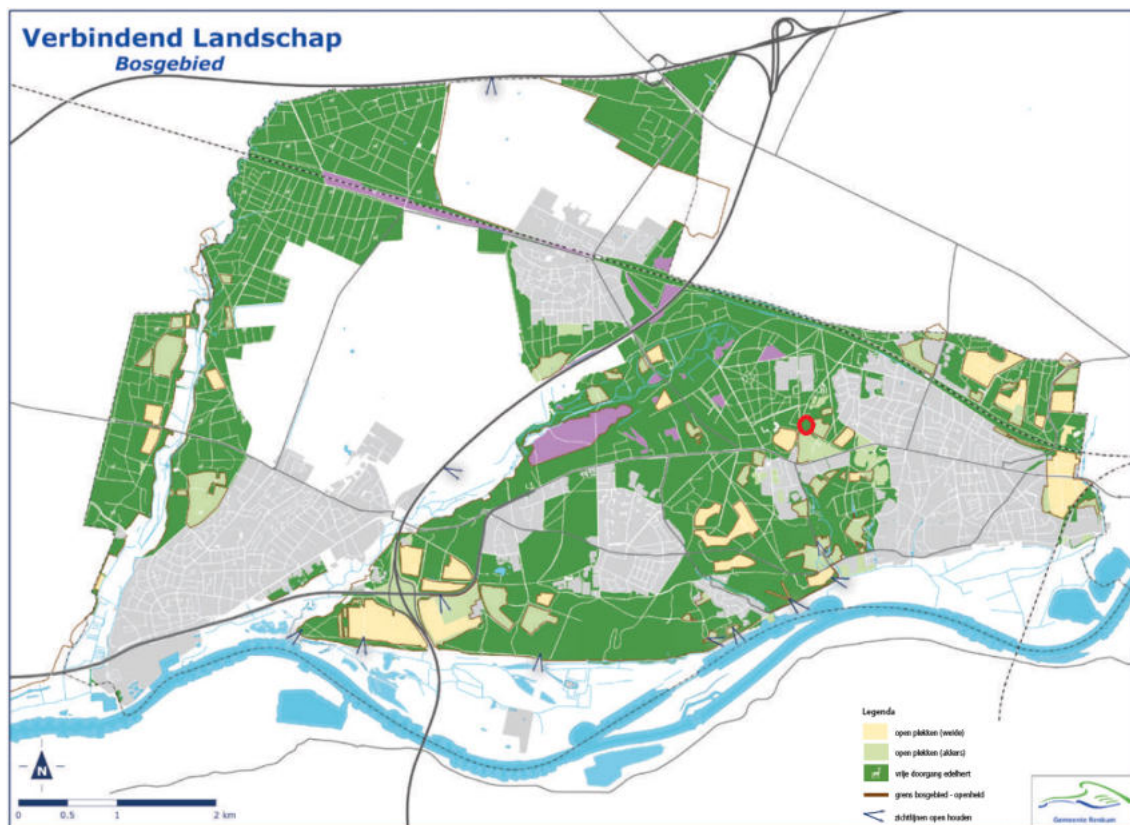 Verbindend Landschap
Bosgebied
Legenda
open plekken (weide)
open plekken (akkers)
vrije doorgang edelhert
grens bosgebied - openheid
zichtlijnen open houden
N
0 0.5 1 2 km
Gemeente Renkum